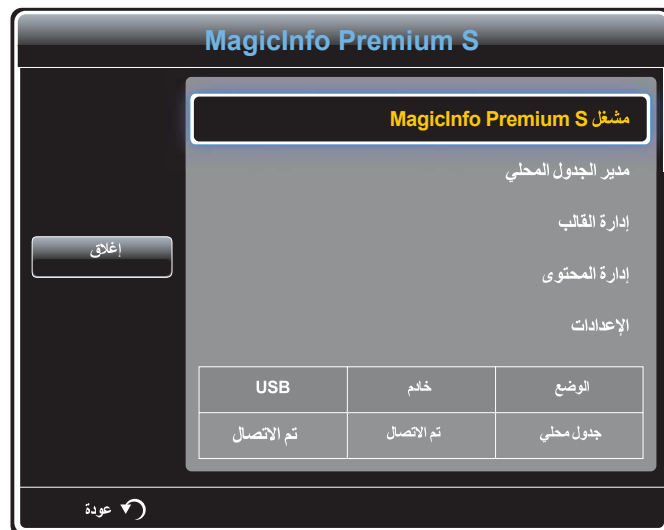 MagicInfo Premium S
مشغل MagicInfo Premium S
مدير الجدول المحلي
إدارة القالب
إغلاق
إدارة المحتوى
الإعدادات
الوضع خادم USB
جدول محلي تم الاتصال تم الاتصال
عودة